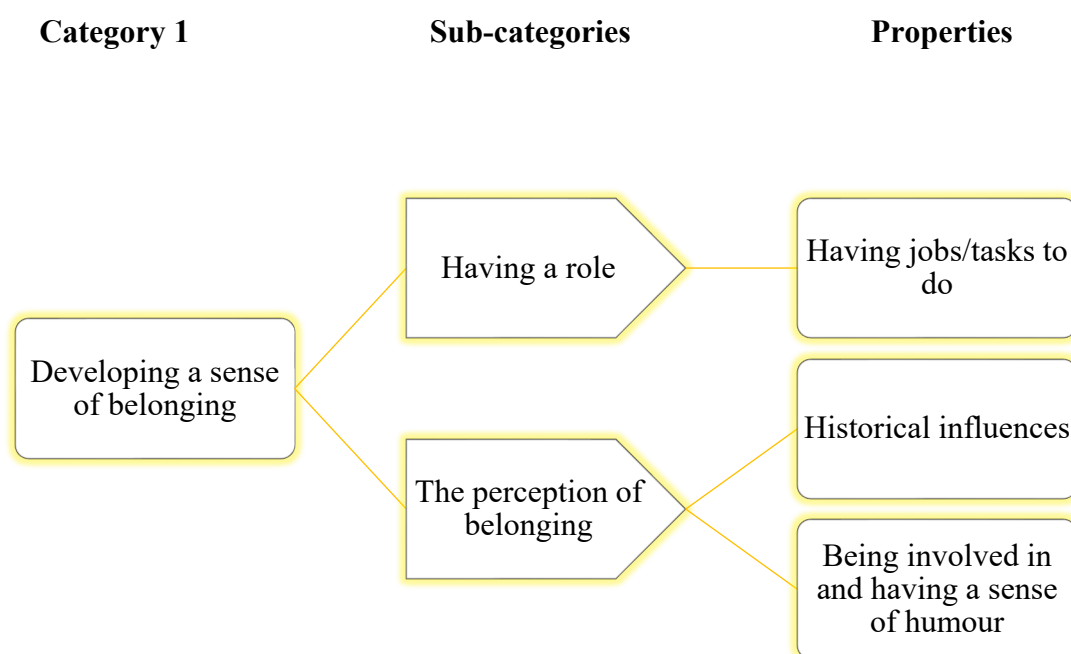 Category 1
Sub-categories
Properties
Having a role
Having jobs/tasks to
do
Developing a sense
of belonging
Historical influences
The perception of
belonging
Being involved in
and having a sense
of humour